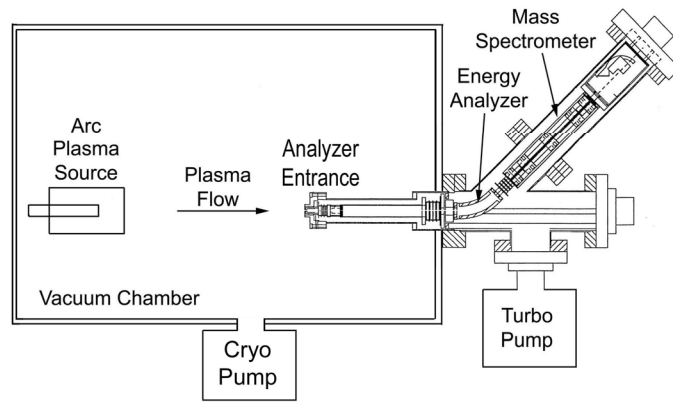 Mass
Spectrometer
Energy
Analyzer
Arc
Plasma
Source
Plasma
Flow
Analyzer
Entrance
Vacuum Chamber
Cryo
Pump
Turbo
Pump